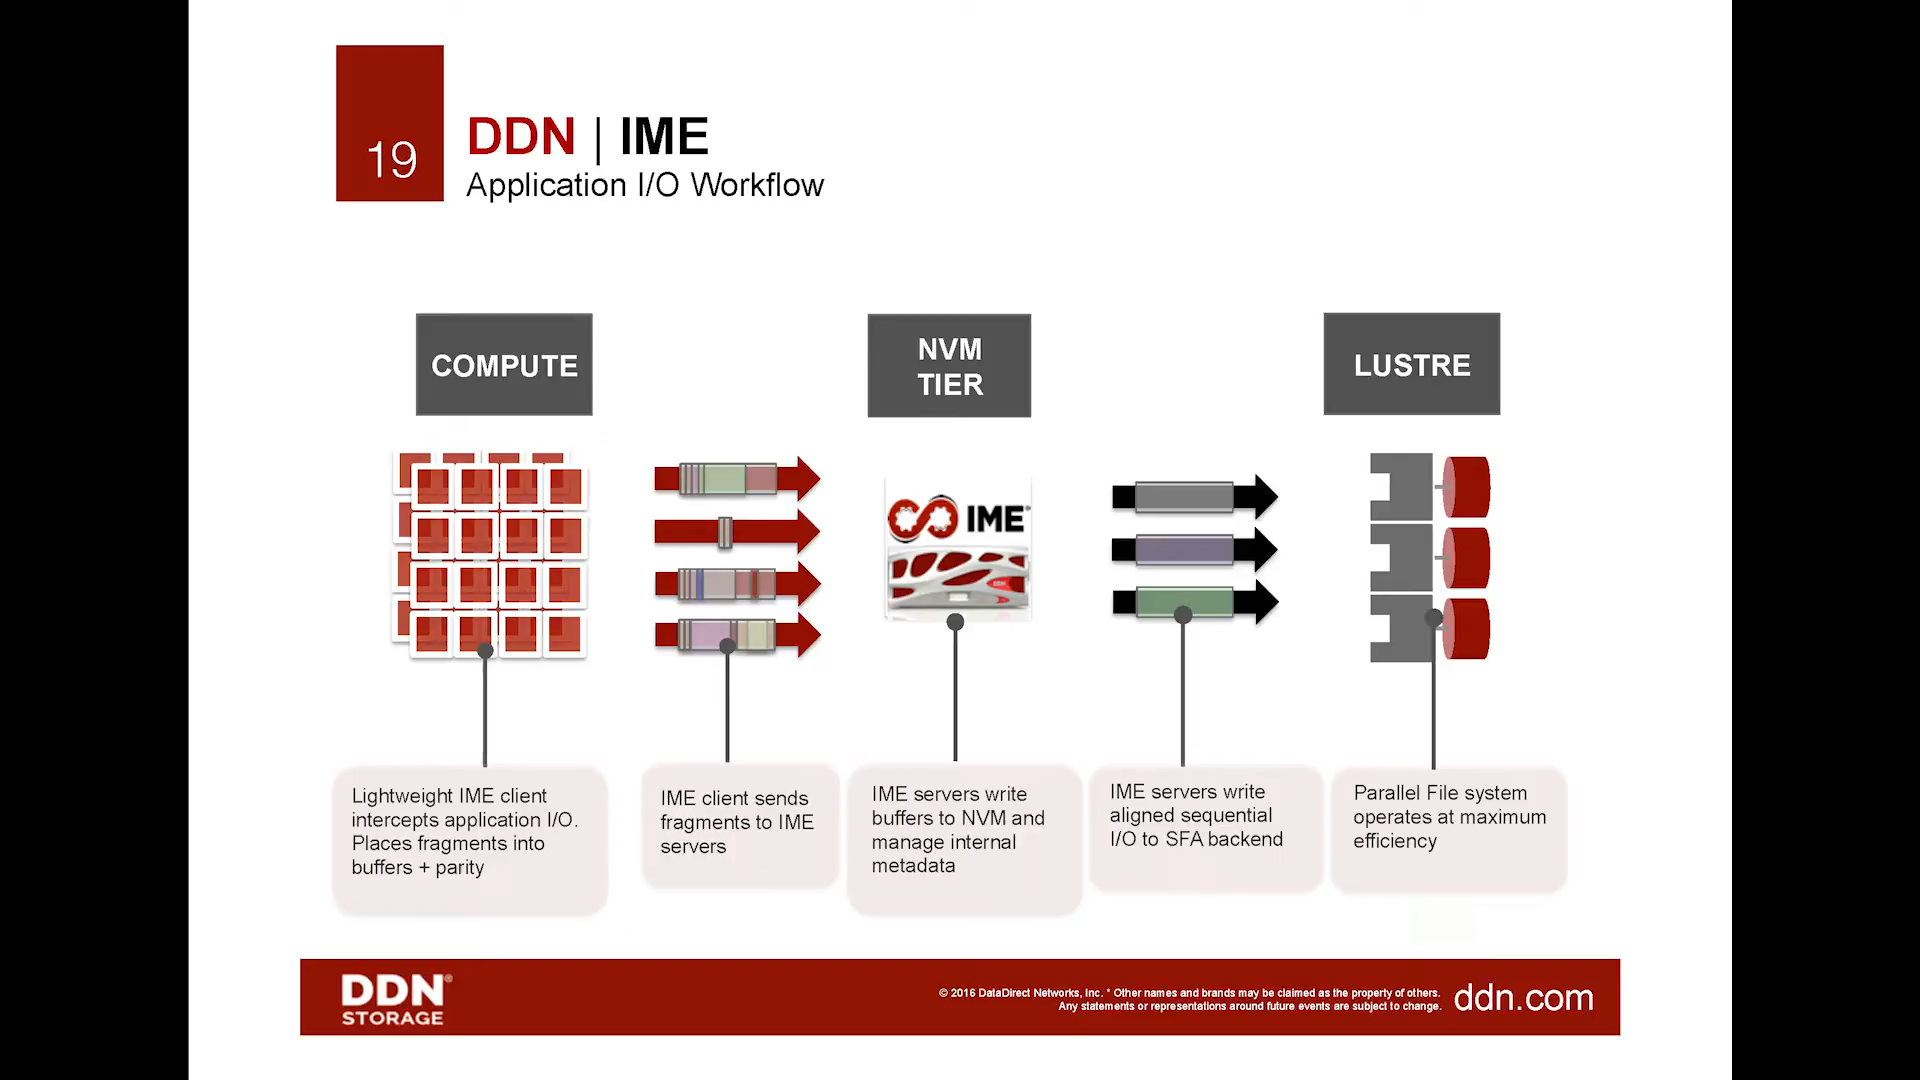 19
DDN | IME
Application I/O Workflow
COMPUTE
NVM
TIER
LUSTRE
IME®
DDN
Lightweight IME client
intercepts application I/O.
Places fragments into
buffers + parity
IME client sends
fragments to IME
servers
IME servers write
buffers to NVM and
manage internal
metadata
IME servers write
aligned sequential
I/O to SFA backend
Parallel File system
operates at maximum
efficiency
DDN®
STORAGE
© 2016 DataDirect Networks, Inc. * Other names and brands may be claimed as the property of others.
Any statements or representations around future events are subject to change.
ddn.com